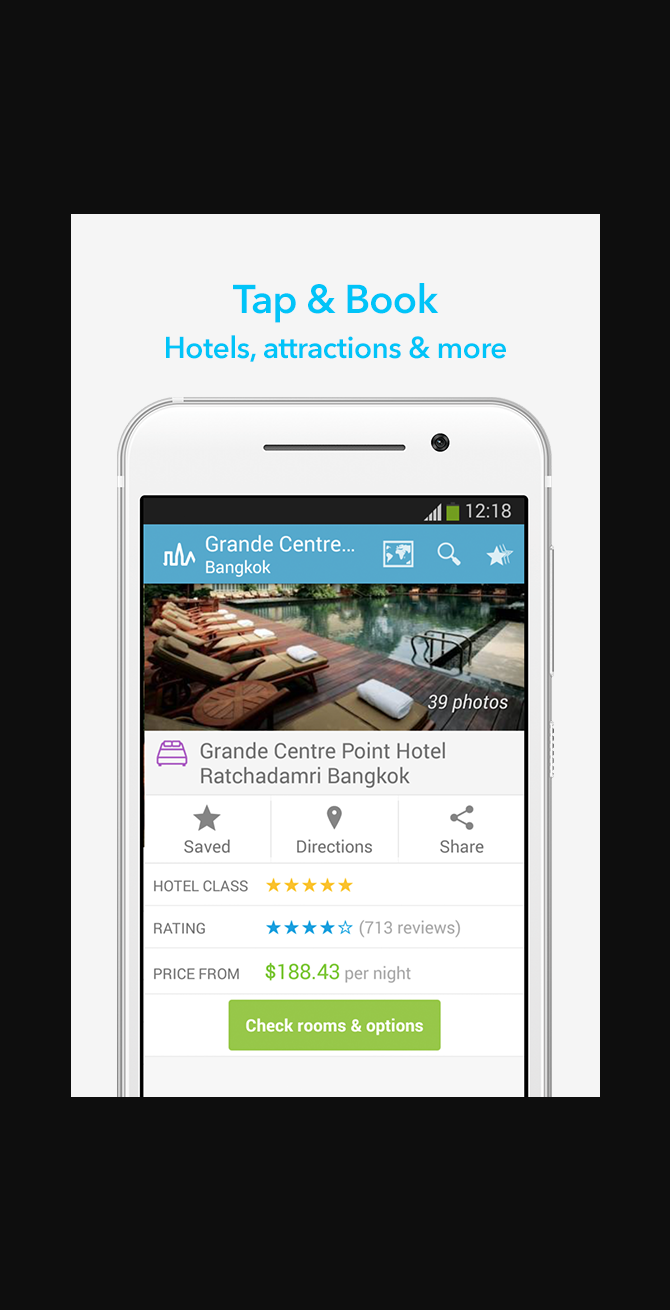 Tap & Book
Hotels, attractions & more
12:18
Grande Centre...
Bangkok
39 photos
Grande Centre Point Hotel
Ratchadamri Bangkok
Saved Directions Share
HOTEL CLASS
RATING (713 reviews)
PRICE FROM $188.43 per night
Check rooms & options